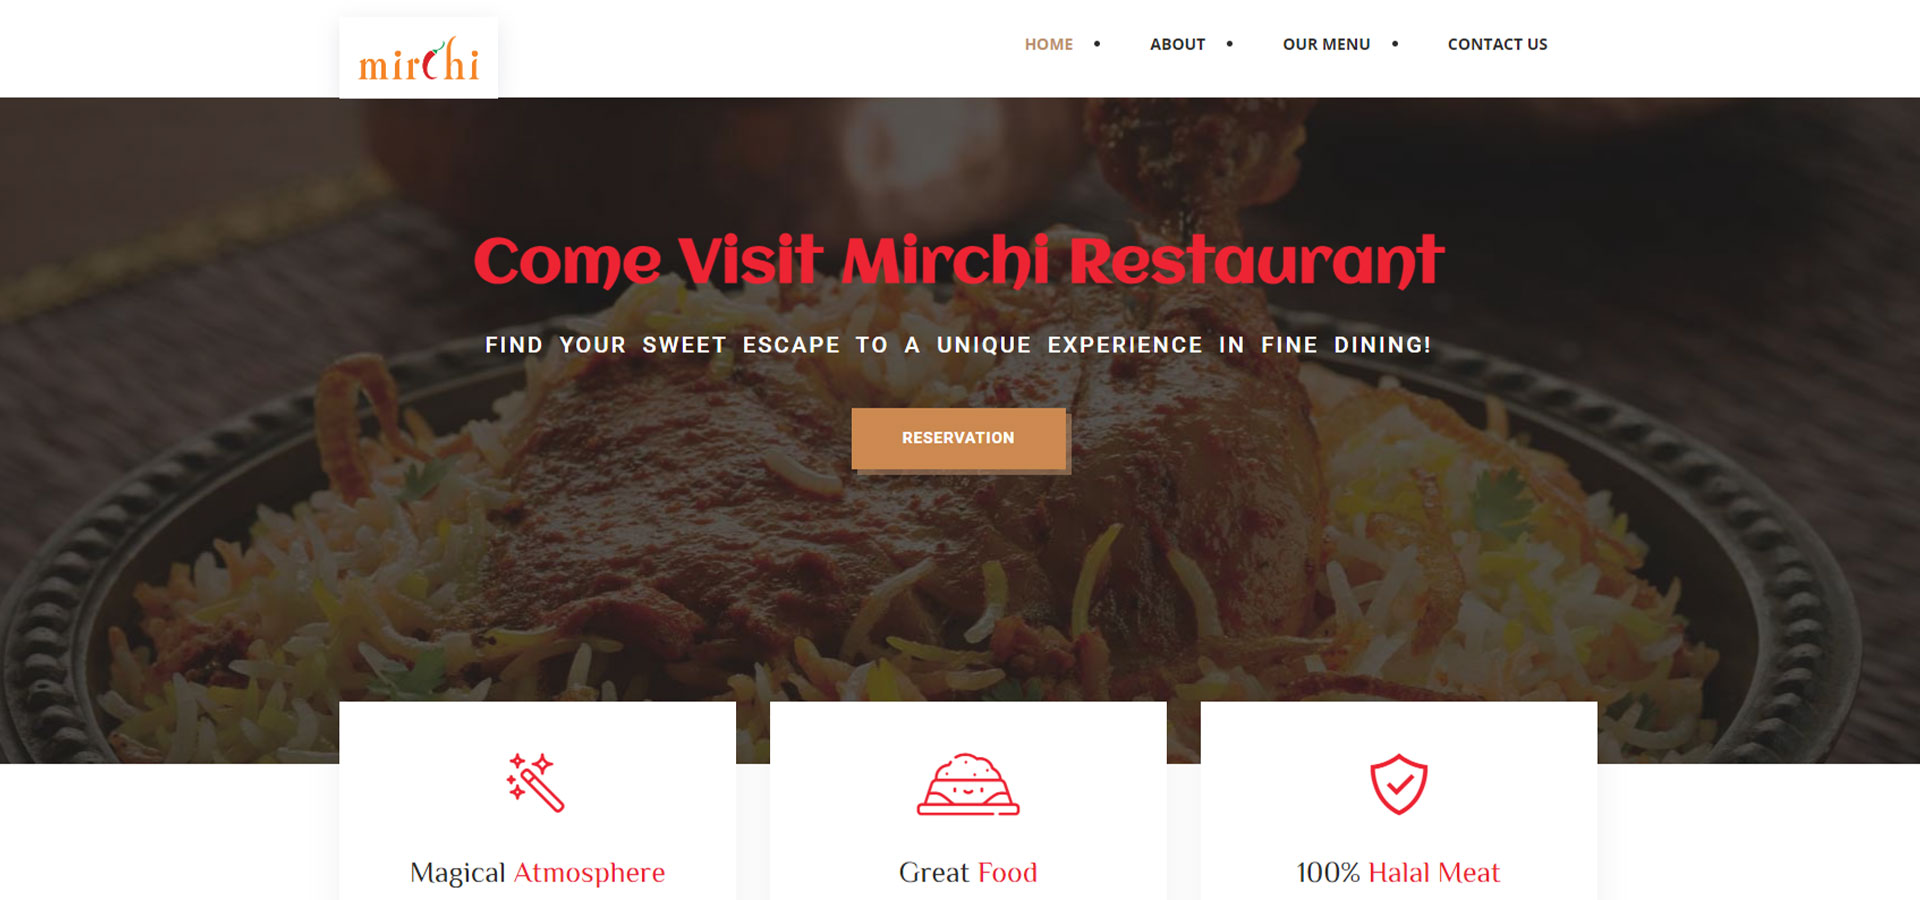 mirchi
HOME • ABOUT • OUR MENU • CONTACT US
Come Visit Mirchi Restaurant
FIND YOUR SWEET ESCAPE TO A UNIQUE EXPERIENCE IN FINE DINING!
RESERVATION
Magical Atmosphere
Great Food
100% Halal Meat